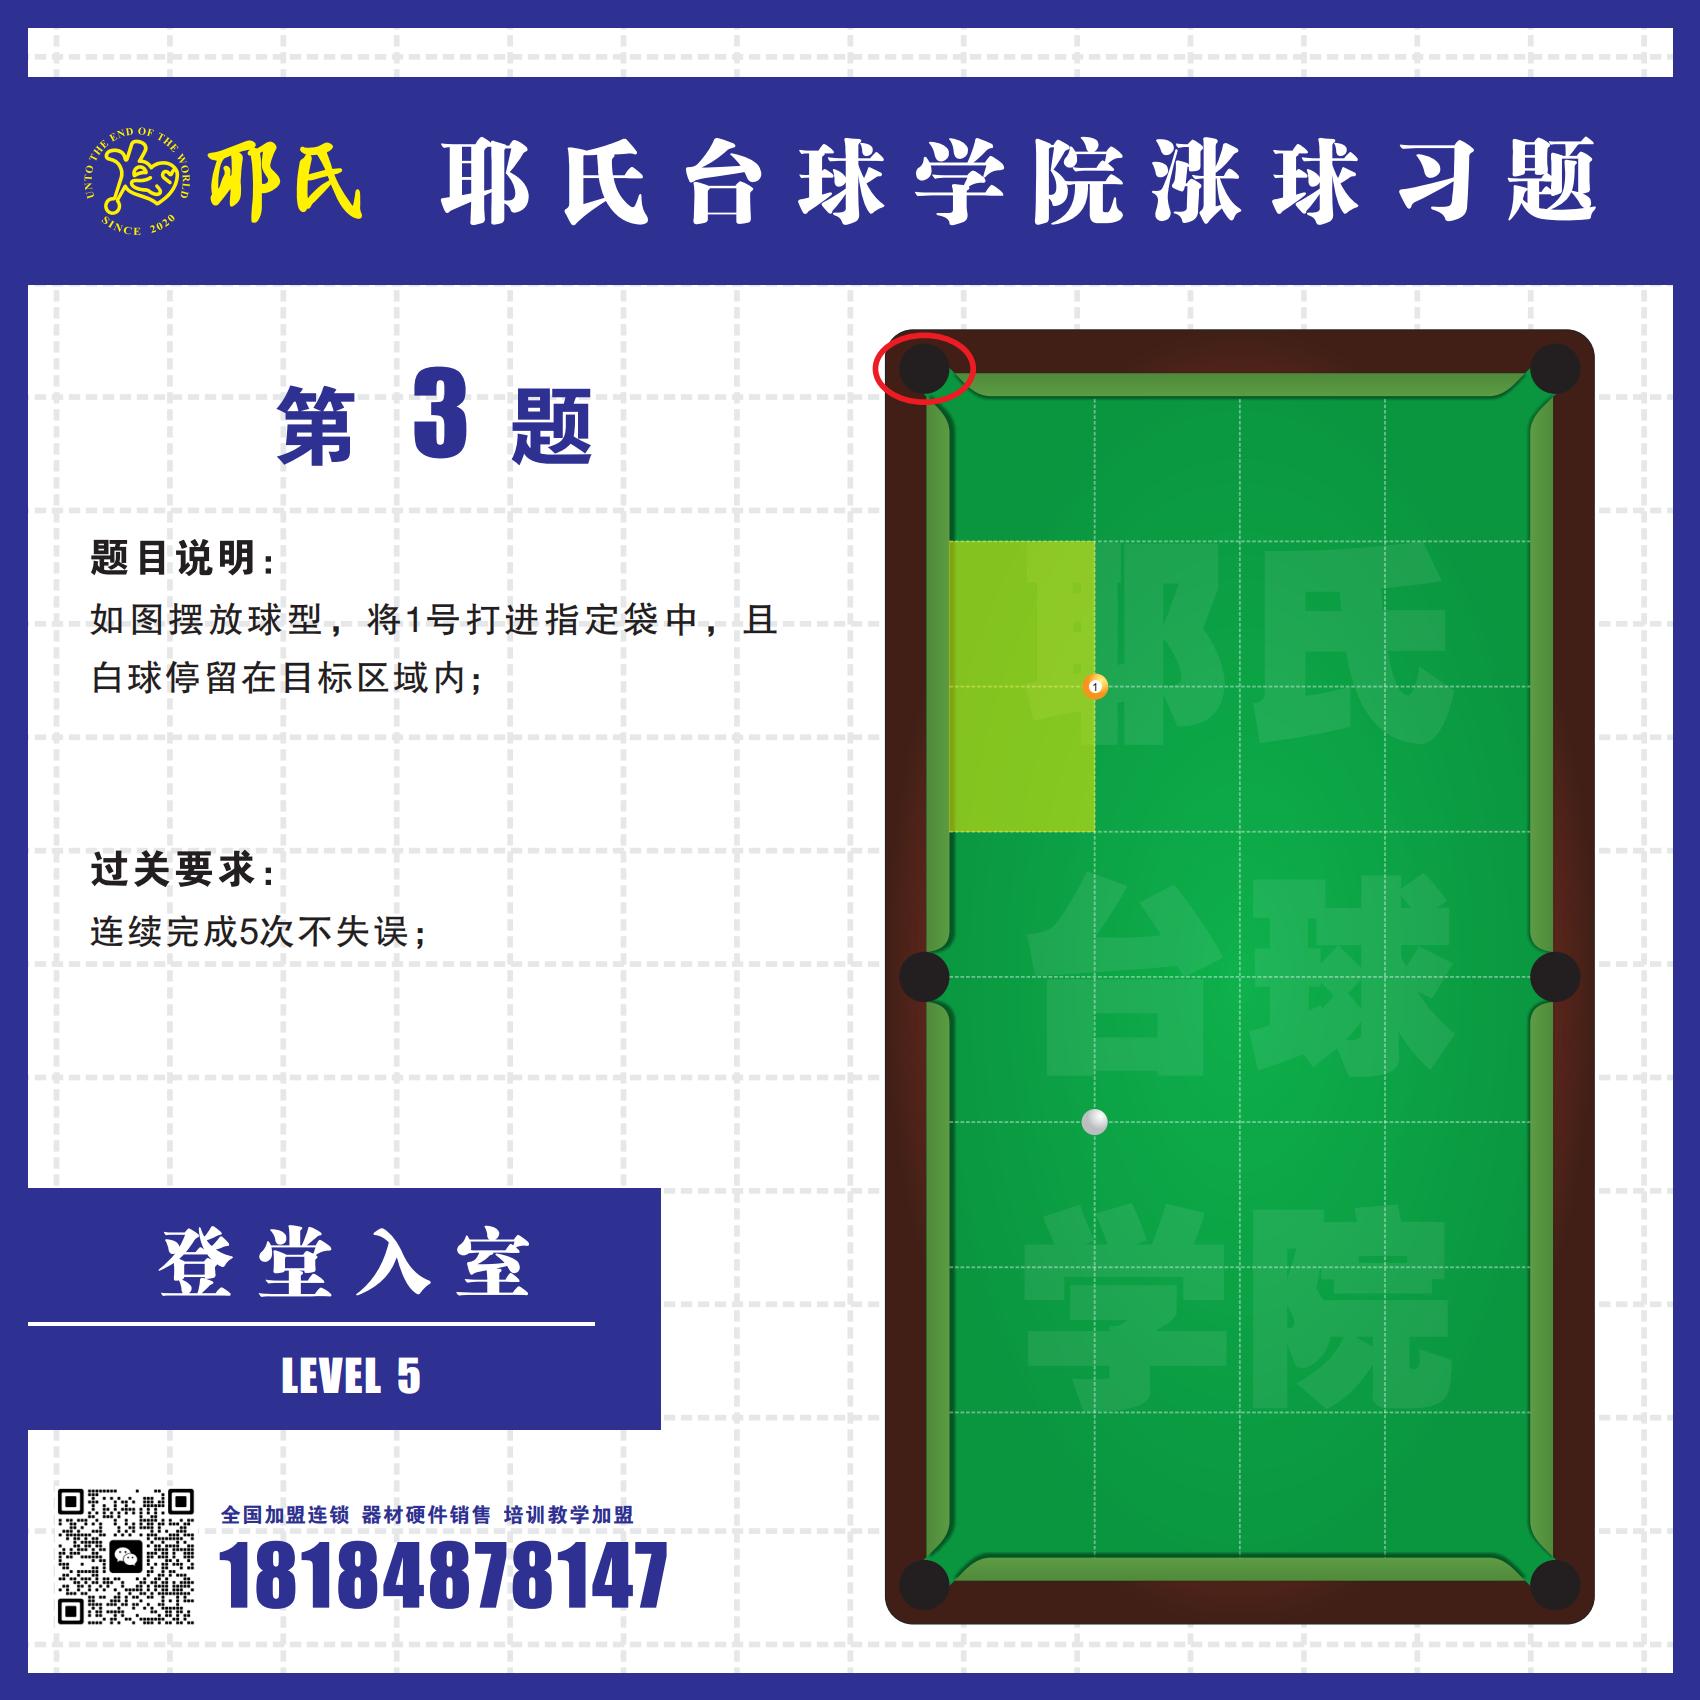 UNTO THE END OF THE WORLD
SINCE 2020
耶氏
耶氏台球学院涨球习题
第 3 题
题目说明：
如图摆放球型，将1号打进指定袋中，且
白球停留在目标区域内；
过关要求：
连续完成5次不失误；
登堂入室
LEVEL 5
全国加盟连锁 器材硬件销售 培训教学加盟
18184878147
耶氏
1
台球
学院